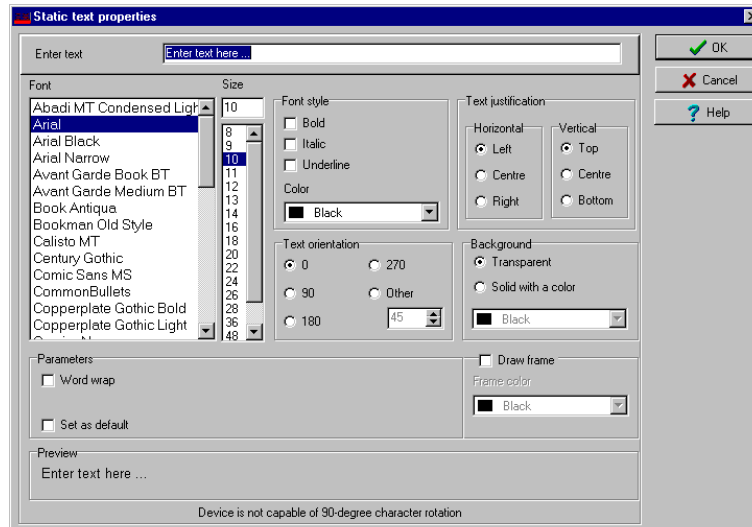 Static text properties
Enter text
Enter text here ...
OK
Cancel
Help
Font
Abadi MT Condensed Ligh
Arial
Arial Black
Arial Narrow
Avant Garde Book BT
Avant Garde Medium BT
Book Antiqua
Bookman Old Style
Calisto MT
Century Gothic
Comic Sans MS
CommonBullets
Copperplate Gothic Bold
Copperplate Gothic Light
Size
10
8
9
10
11
12
13
14
16
18
20
22
24
26
28
36
48
Font style
Bold
Italic
Underline
Color
Black
Text justification
Horizontal
Left
Centre
Right
Vertical
Top
Centre
Bottom
Text orientation
0
270
90
Other
180
45
Background
Transparent
Solid with a color
Black
Parameters
Word wrap
Set as default
Draw frame
Frame color
Black
Preview
Enter text here ...
Device is not capable of 90-degree character rotation